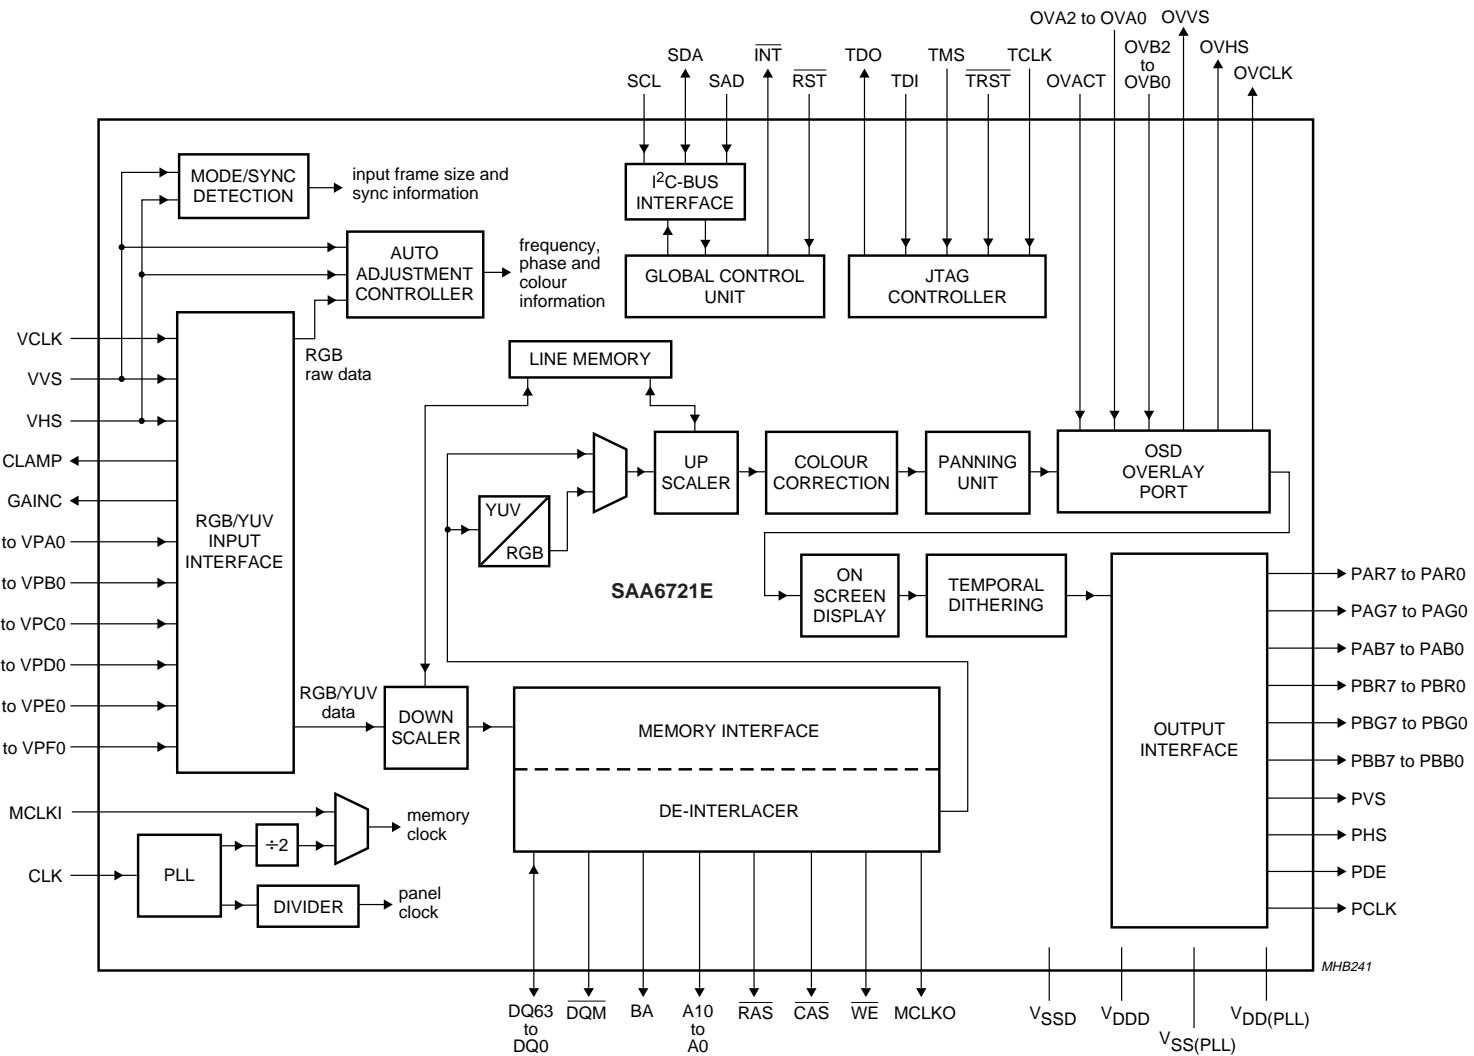 OVA2 to OVA0
OVVS
SDA
INT
TDO
TMS
TCLK
OVB2
to
OVB0
OVHS
SCL
SAD
RST
TDI
TRST
OVACT
OVCLK
MODE/SYNC
DETECTION
input frame size and
sync information
I2C-BUS
INTERFACE
AUTO
ADJUSTMENT
CONTROLLER
frequency,
phase and
colour
information
GLOBAL CONTROL
UNIT
JTAG
CONTROLLER
VCLK
VVS
VHS
CLAMP
GAINC
to VPA0
to VPB0
to VPC0
to VPD0
to VPE0
to VPF0
RGB/YUV
INPUT
INTERFACE
RGB
raw data
LINE MEMORY
UP
SCALER
COLOUR
CORRECTION
PANNING
UNIT
OSD
OVERLAY
PORT
YUV
RGB
SAA6721E
ON
SCREEN
DISPLAY
TEMPORAL
DITHERING
RGB/YUV
data
DOWN
SCALER
MEMORY INTERFACE
DE-INTERLACER
OUTPUT
INTERFACE
PAR7 to PAR0
PAG7 to PAG0
PAB7 to PAB0
PBR7 to PBR0
PBG7 to PBG0
PBB7 to PBB0
PVS
PHS
PDE
PCLK
MCLKI
memory
clock
÷2
CLK
PLL
DIVIDER
panel
clock
MHB241
DQ63
to
DQ0
DQM
BA
A10
to
A0
RAS
CAS
WE
MCLKO
VSSD
VDDD
VSS(PLL)
VDD(PLL)